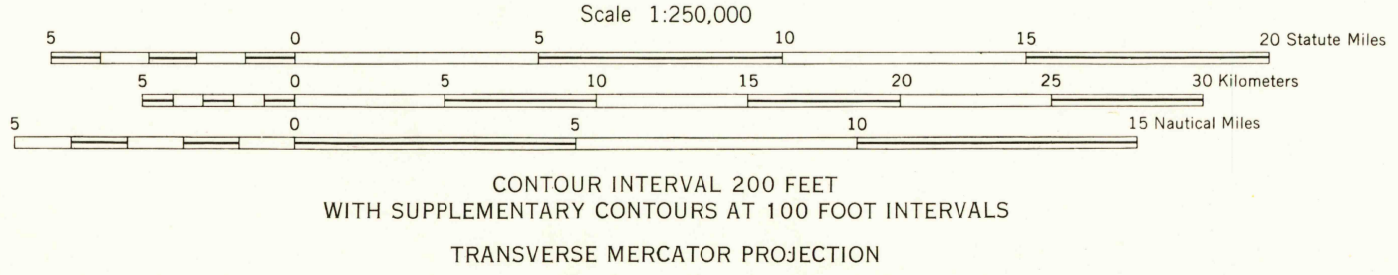 Scale 1:250,000
5 0 5 10 15 20 Statute Miles
5 0 5 10 15 20 25 30 Kilometers
5 0 5 10 15 Nautical Miles
CONTOUR INTERVAL 200 FEET
WITH SUPPLEMENTARY CONTOURS AT 100 FOOT INTERVALS
TRANSVERSE MERCATOR PROJECTION